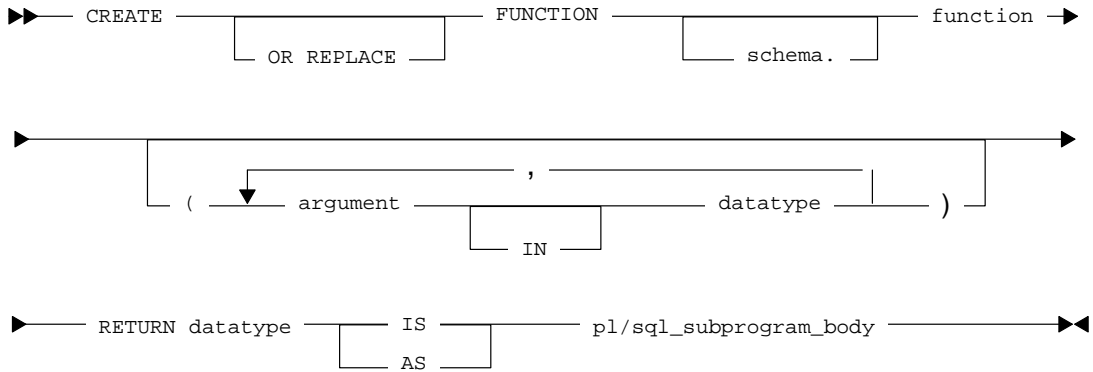 CREATE FUNCTION function
OR REPLACE schema.
,
( argument datatype )
IN
RETURN datatype IS pl/sql_subprogram_body
AS